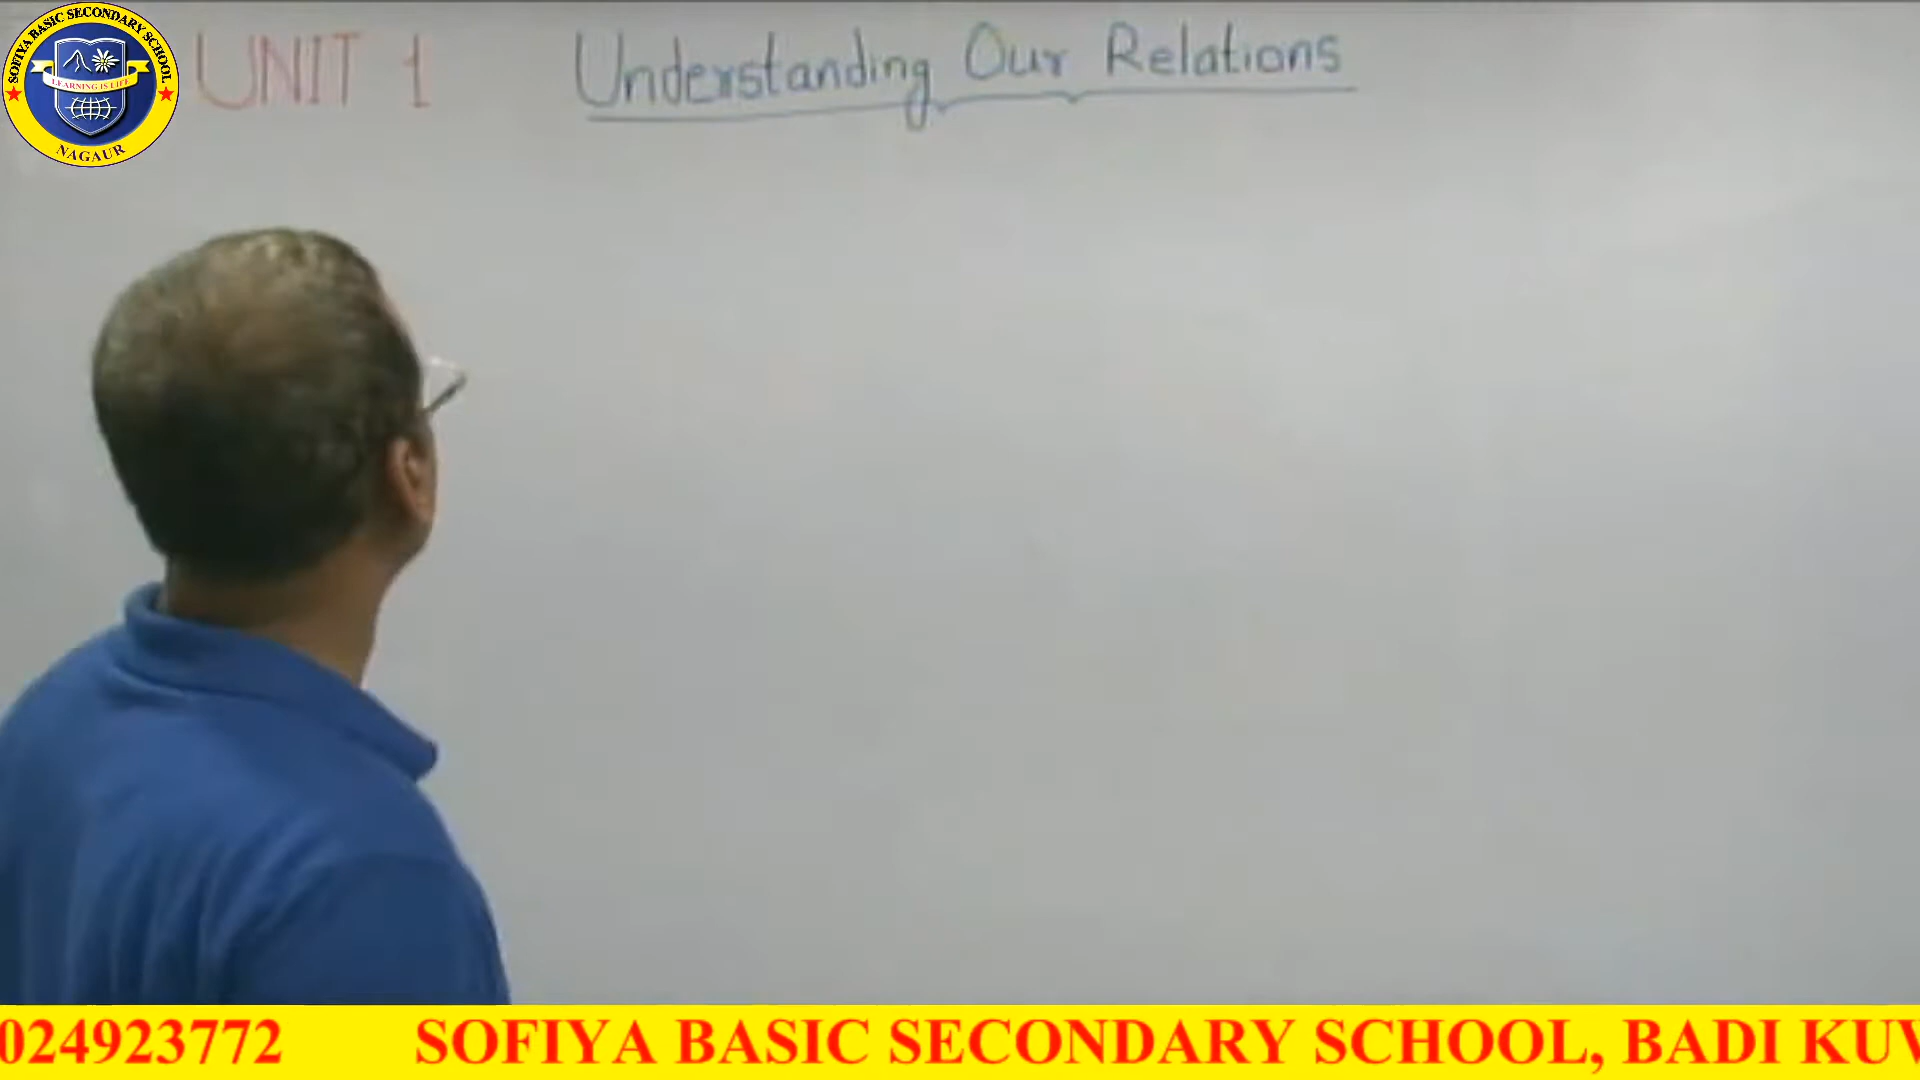 SOFIYA BASIC SECONDARY SCHOOL
LEARNING IS LIFE
NAGAUR
UNIT 1 Understanding Our Relations
024923772 SOFIYA BASIC SECONDARY SCHOOL, BADI KUV